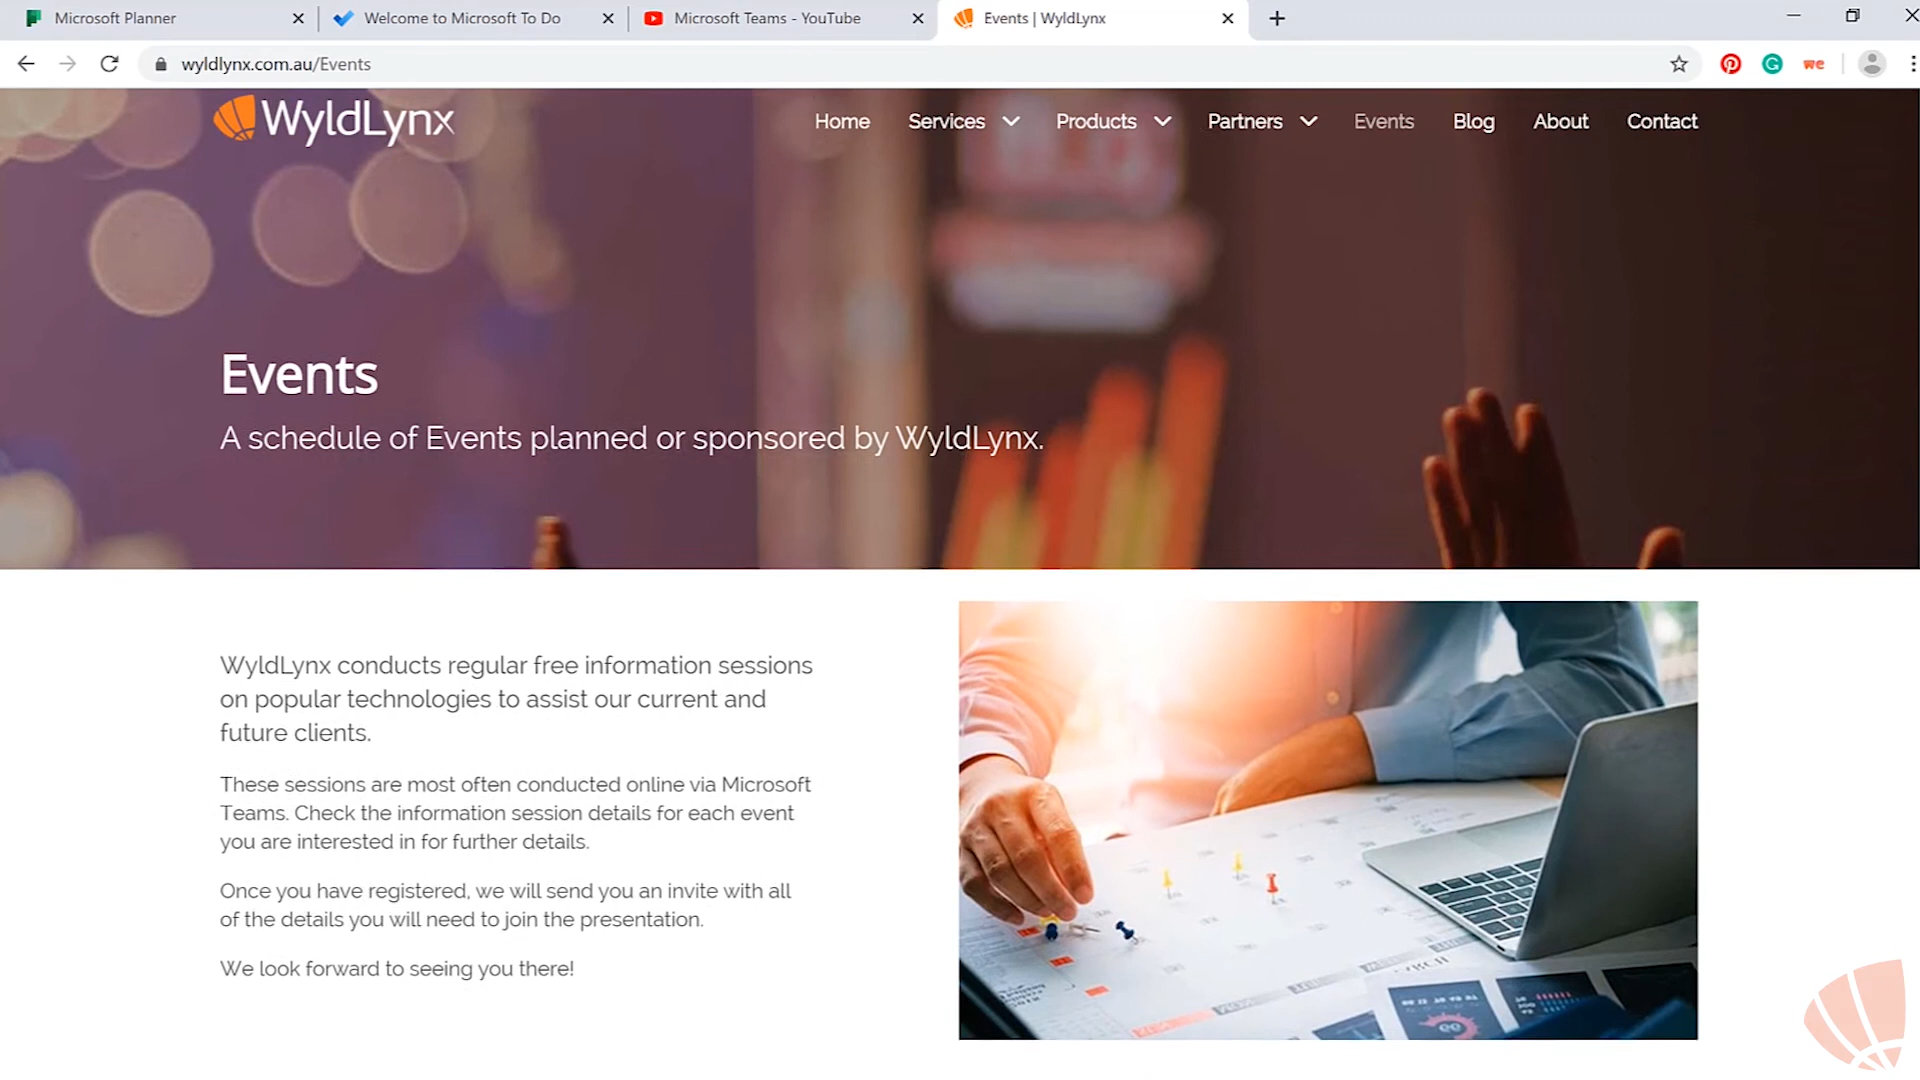 Microsoft Planner
Welcome to Microsoft To Do
Microsoft Teams - YouTube
Events | WyldLynx
wyldlynx.com.au/Events
we
WyldLynx
Home
Services
Products
Partners
Events
Blog
About
Contact
Events
A schedule of Events planned or sponsored by WyldLynx.
WyldLynx conducts regular free information sessions
on popular technologies to assist our current and
future clients.
These sessions are most often conducted online via Microsoft
Teams. Check the information session details for each event
you are interested in for further details.
Once you have registered, we will send you an invite with all
of the details you will need to join the presentation.
We look forward to seeing you there!